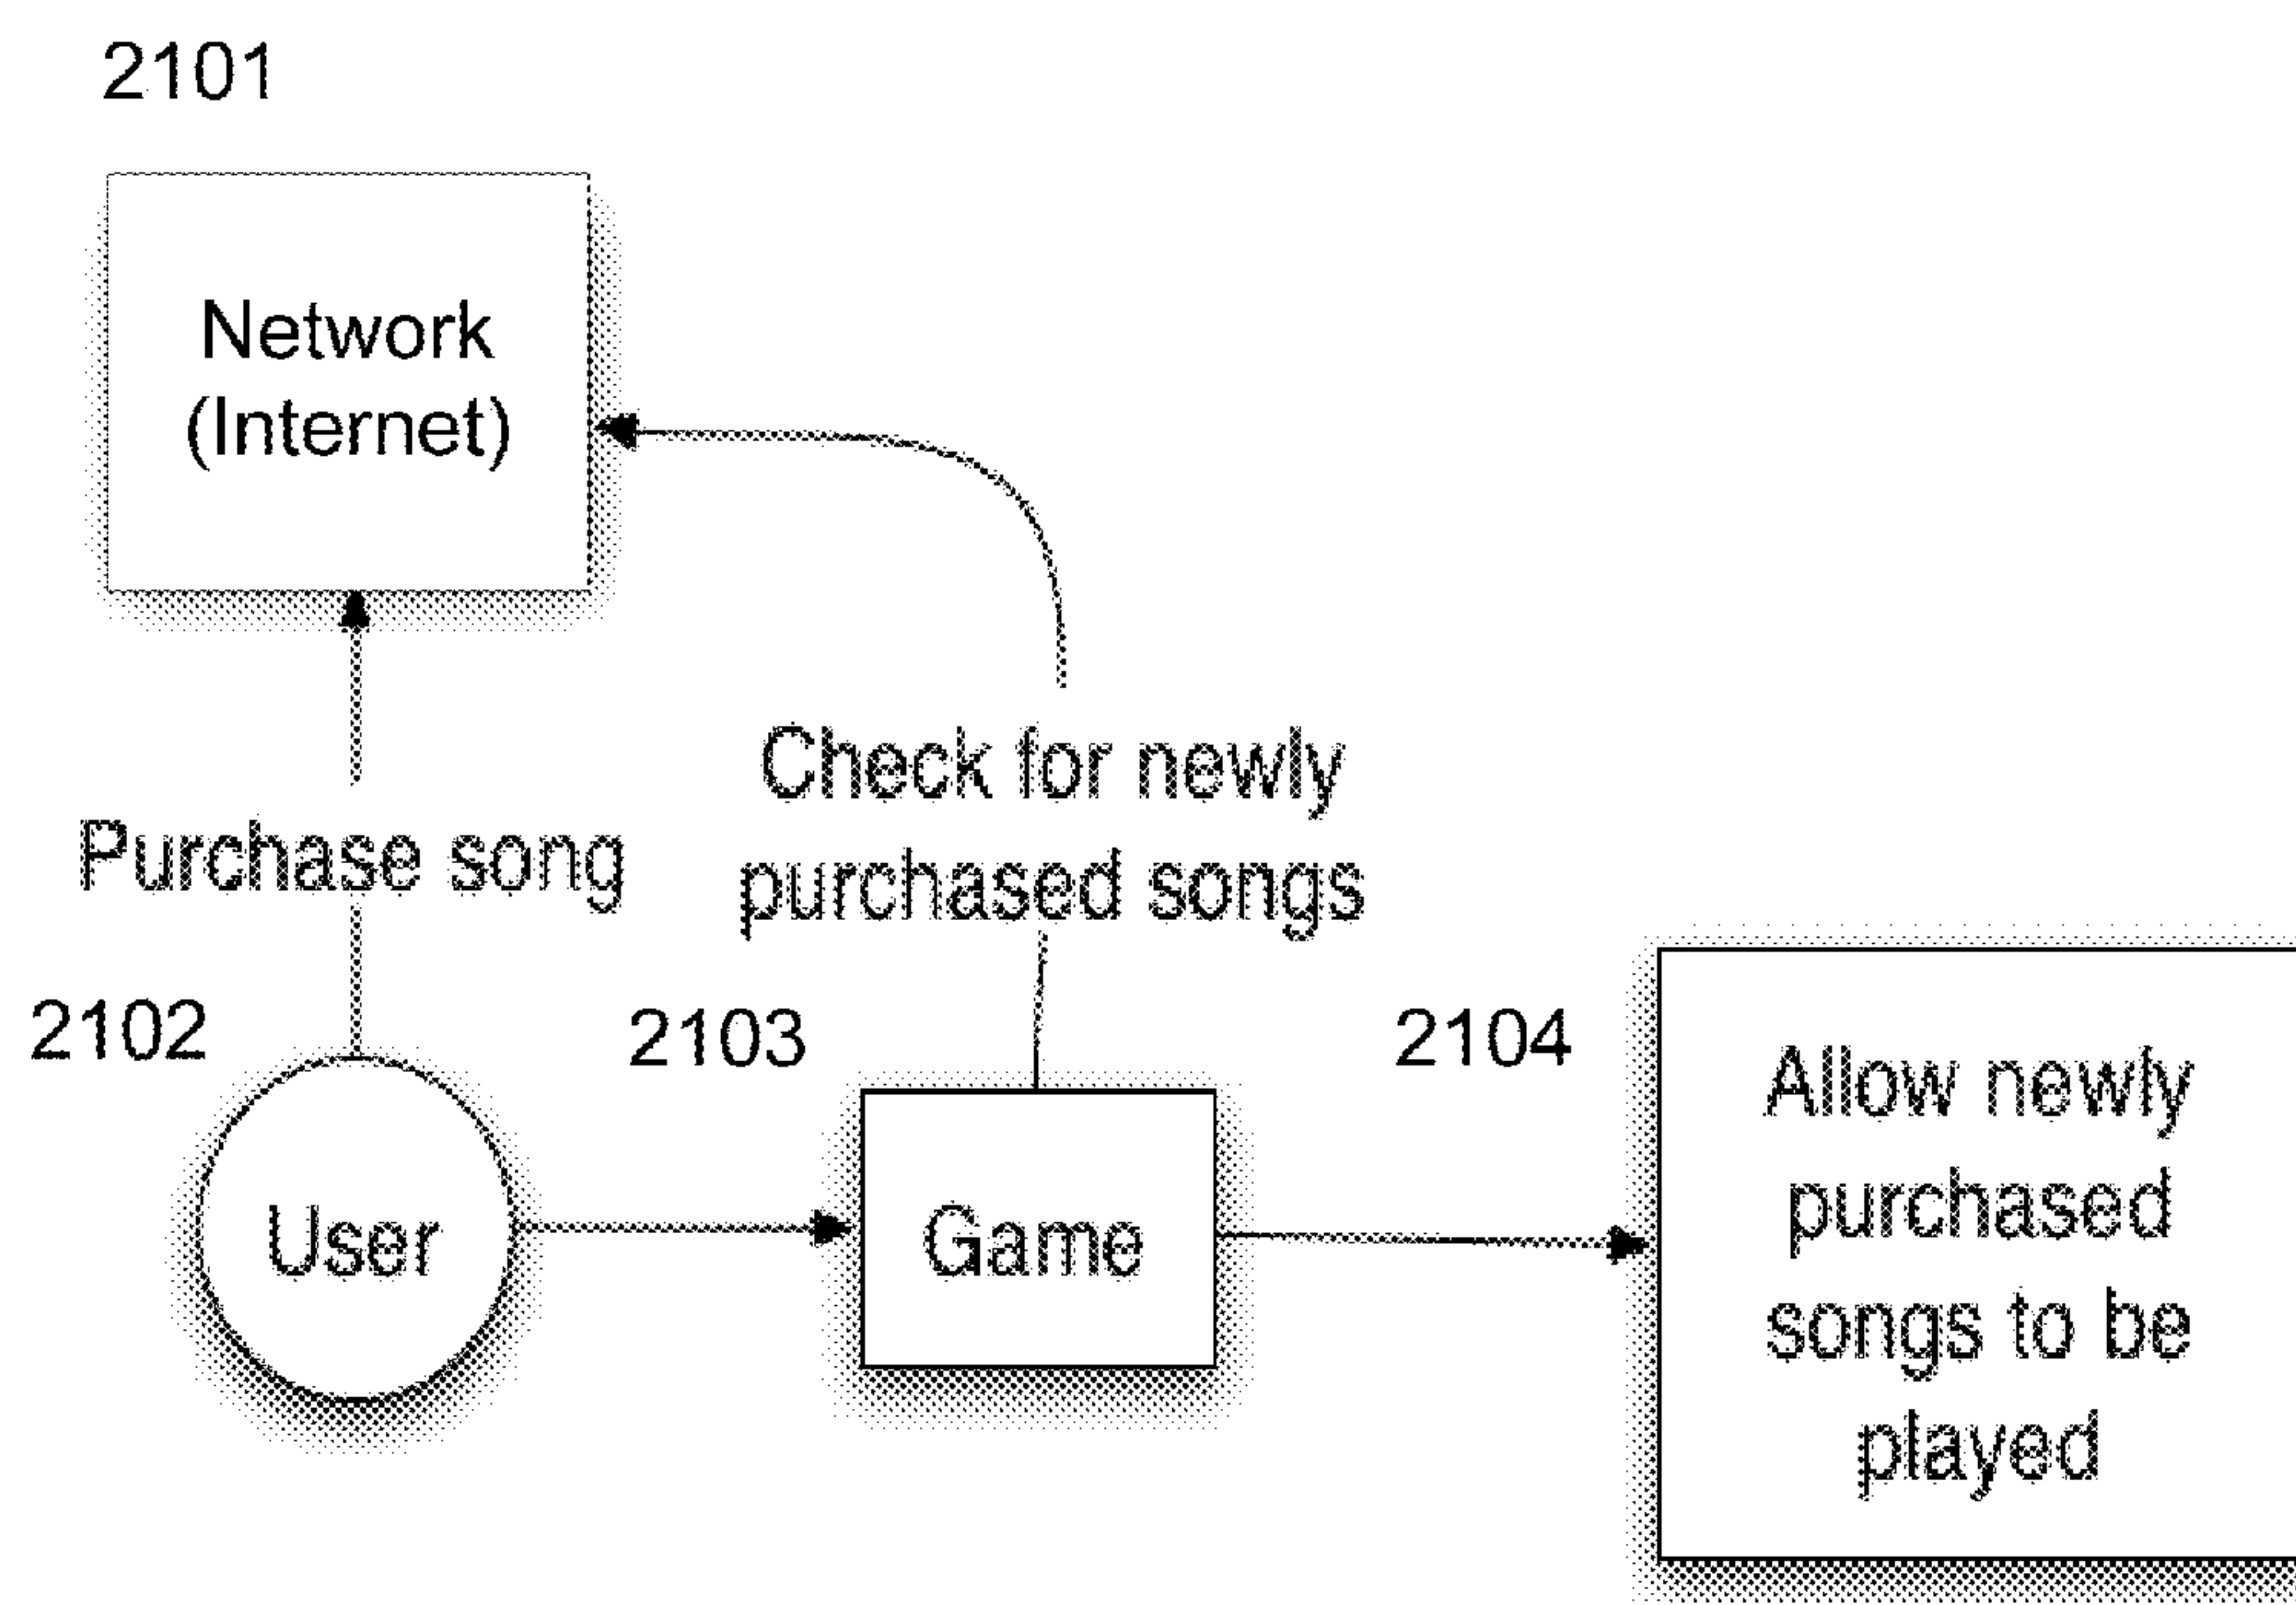 2101
Network
(Internet)
Check for newly
purchased songs
Purchase song
2102
2103
2104
User
Game
Allow newly
purchased
songs to be
played